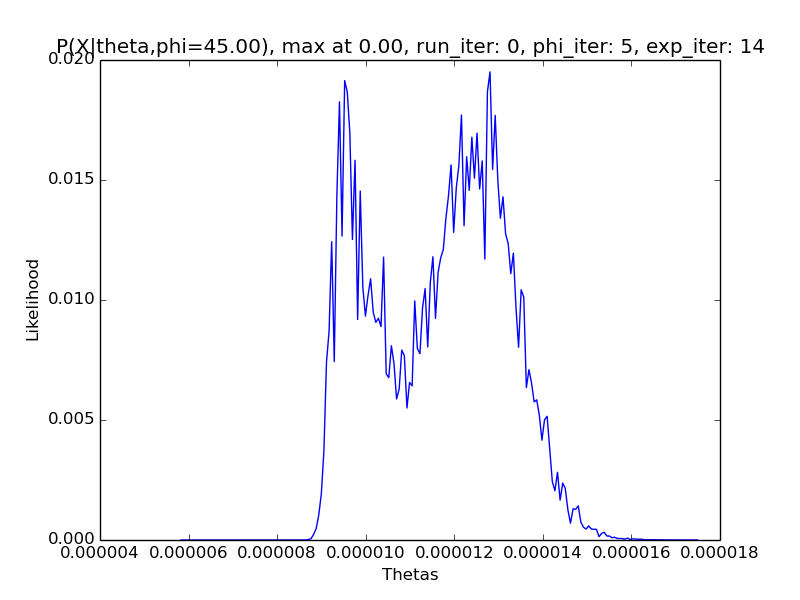 P(X|theta,phi=45.00), max at 0.00, run_iter: 0, phi_iter: 5, exp_iter: 14
0.020
0.015
0.010
0.005
0.000
Likelihood
0.000004 0.000006 0.000008 0.000010 0.000012 0.000014 0.000016 0.000018
Thetas